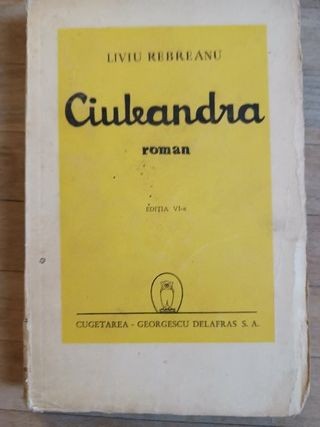 LIVIU REBREANU
Ciuleandra
roman
EDIȚIA VI-a
CUGETAREA - GEORGESCU DELAFRAS S. A.